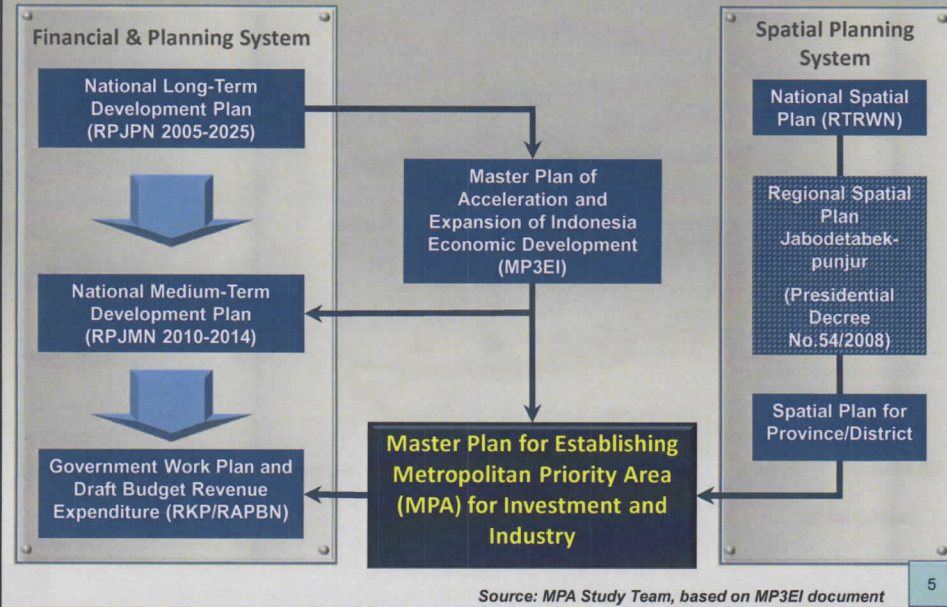 Financial & Planning System
National Long-Term
Development Plan
(RPJPN 2005-2025)
National Medium-Term
Development Plan
(RPJMN 2010-2014)
Government Work Plan and
Draft Budget Revenue
Expenditure (RKP/RAPBN)
Master Plan of
Acceleration and
Expansion of Indonesia
Economic Development
(MP3EI)
Master Plan for Establishing
Metropolitan Priority Area
(MPA) for Investment and
Industry
Spatial Planning
System
National Spatial
Plan (RTRWN)
Regional Spatial
Plan
Jabodetabek-
punjur
(Presidential
Decree
No.54/2008)
Spatial Plan for
Province/District
Source: MPA Study Team, based on MP3EI document
5